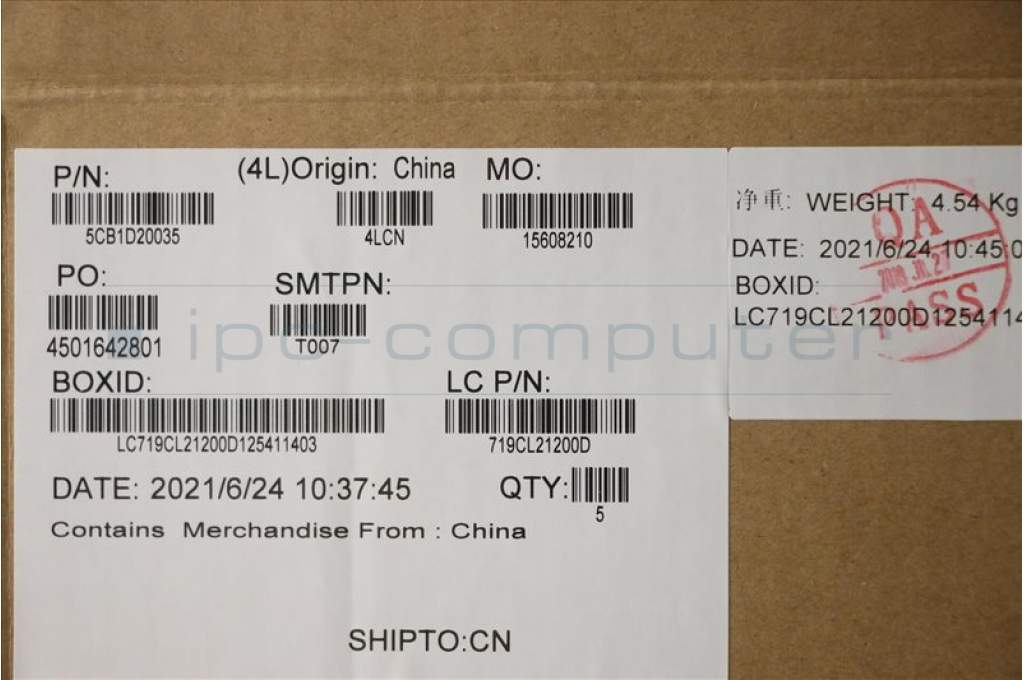 P/N:
(4L)Origin: China
MO:
5CB1D20035
4LCN
15608210
PO:
SMTPN:
4501642801
T007
BOXID:
LC P/N:
LC719CL21200D125411403
719CL21200D
DATE: 2021/6/24 10:37:45
QTY:
5
Contains Merchandise From : China
SHIPTO:CN
净重: WEIGHT: 4.54 Kg
DATE: 2021/6/24 10:45:0
BOXID:
LC719CL21200D1254114
QA
PASS
ipc-computer